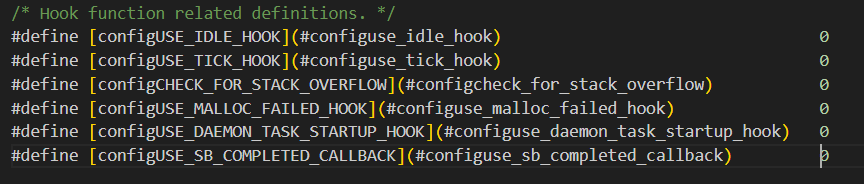 /* Hook function related definitions. */
#define [configUSE_IDLE_HOOK](#configuse_idle_hook) 0
#define [configUSE_TICK_HOOK](#configuse_tick_hook) 0
#define [configCHECK_FOR_STACK_OVERFLOW](#configcheck_for_stack_overflow) 0
#define [configUSE_MALLOC_FAILED_HOOK](#configuse_malloc_failed_hook) 0
#define [configUSE_DAEMON_TASK_STARTUP_HOOK](#configuse_daemon_task_startup_hook) 0
#define [configUSE_SB_COMPLETED_CALLBACK](#configuse_sb_completed_callback) 0